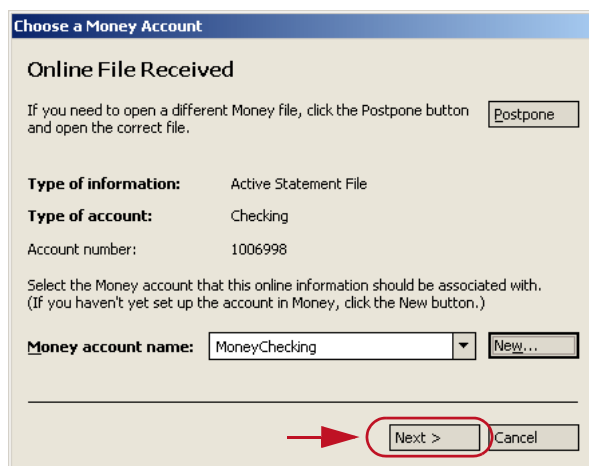 Choose a Money Account
Online File Received
If you need to open a different Money file, click the Postpone button
and open the correct file.
Postpone
Type of information: Active Statement File
Type of account: Checking
Account number: 1006998
Select the Money account that this online information should be associated with.
(If you haven't yet set up the account in Money, click the New button.)
Money account name: MoneyChecking New...
Next > Cancel